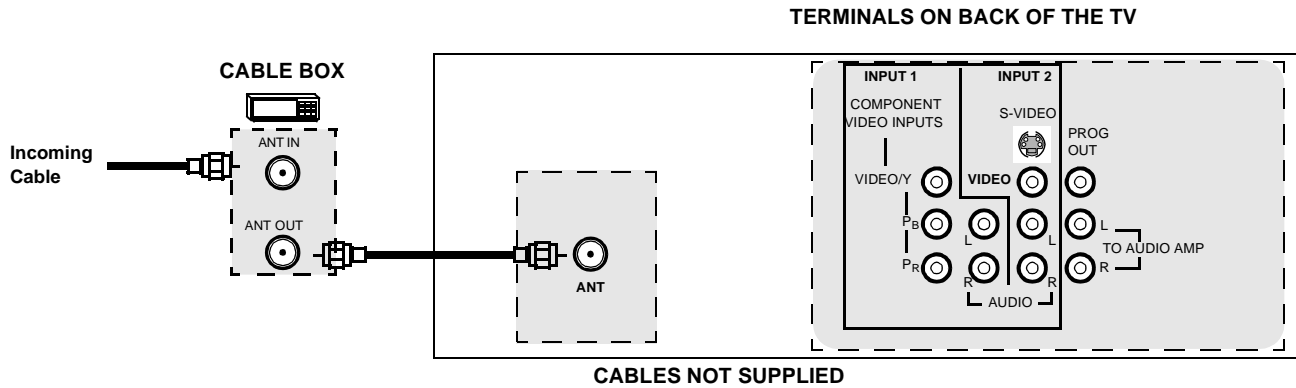 TERMINALS ON BACK OF THE TV
CABLE BOX
Incoming
Cable
ANT IN
ANT OUT
ANT
INPUT 1
INPUT 2
COMPONENT
VIDEO INPUTS
S-VIDEO
PROG
OUT
VIDEO/Y
VIDEO
PB
L
L
L
TO AUDIO AMP
PR
R
R
R
AUDIO
CABLES NOT SUPPLIED